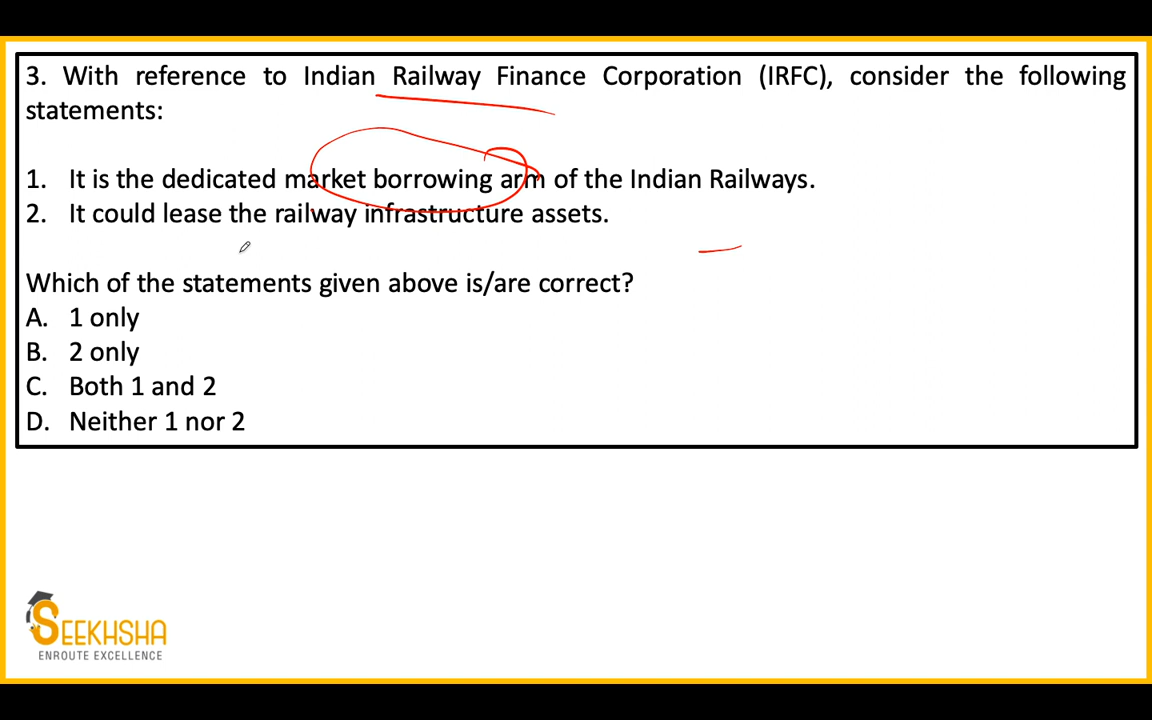 3. With reference to Indian Railway Finance Corporation (IRFC), consider the following
statements:
1. It is the dedicated market borrowing arm of the Indian Railways.
2. It could lease the railway infrastructure assets.
Which of the statements given above is/are correct?
A. 1 only
B. 2 only
C. Both 1 and 2
D. Neither 1 nor 2
SEEKHSHA
ENROUTE EXCELLENCE